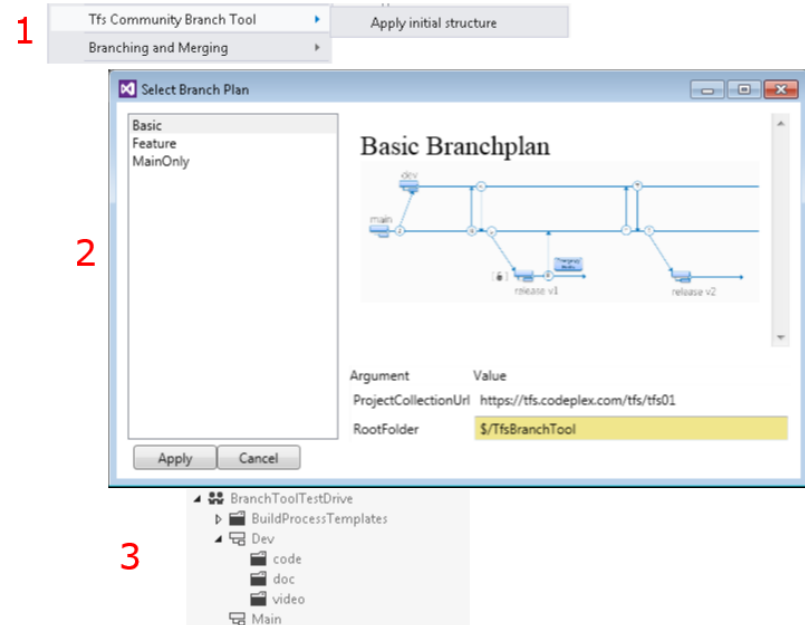 1
Tfs Community Branch Tool
Apply initial structure
Branching and Merging
2
Select Branch Plan
Basic
Feature
MainOnly
Basic Branchplan
dev
main
release v1
release v2
Argument Value
ProjectCollectionUrl https://tfs.codeplex.com/tfs/tfs01
RootFolder $/TfsBranchTool
Apply Cancel
3
BranchToolTestDrive
BuildProcessTemplates
Dev
code
doc
video
Main